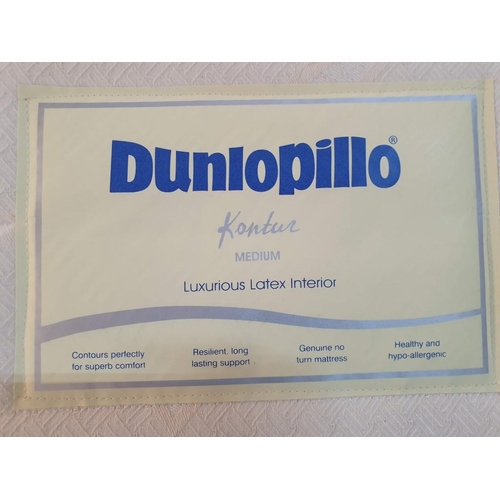 Dunlopillo®
Kontur
MEDIUM
Luxurious Latex Interior
Contours perfectly
for superb comfort
Resilient, long
lasting support
Genuine no
turn mattress
Healthy and
hypo-allergenic